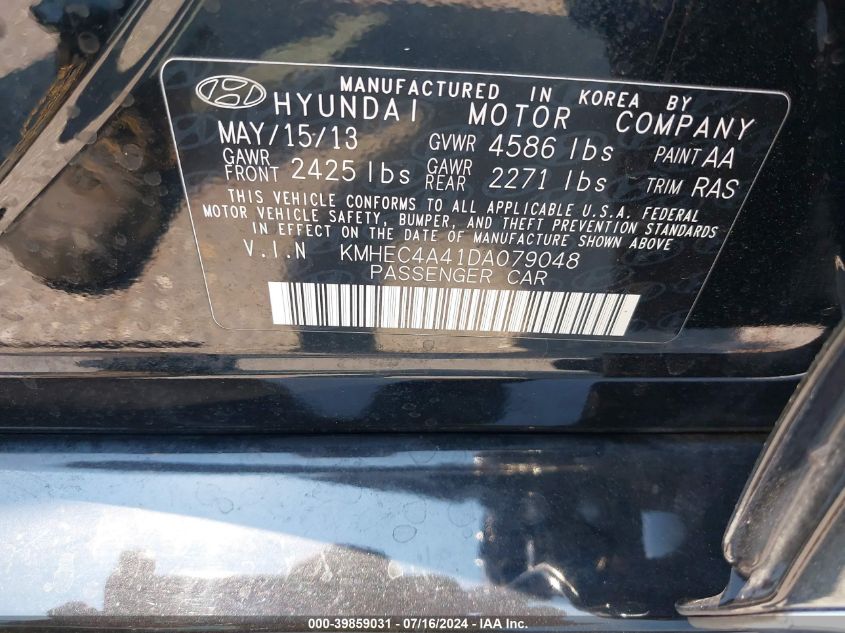 MANUFACTURED IN KOREA BY
HYUNDAI MOTOR COMPANY
MAY/15/13 GVWR 4586 lbs PAINT AA
GAWR FRONT 2425 lbs GAWR REAR 2271 lbs TRIM RAS
THIS VEHICLE CONFORMS TO ALL APPLICABLE U.S.A. FEDERAL
MOTOR VEHICLE SAFETY, BUMPER, AND THEFT PREVENTION STANDARDS
IN EFFECT ON THE DATE OF MANUFACTURE SHOWN ABOVE
V.I.N KMHEC4A41DA079048
PASSENGER CAR
000-39859031 - 07/16/2024 - IAA Inc.